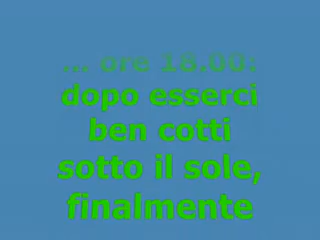 ... ore 18.00:
dopo esserci
ben cotti
sotto il sole,
finalmente